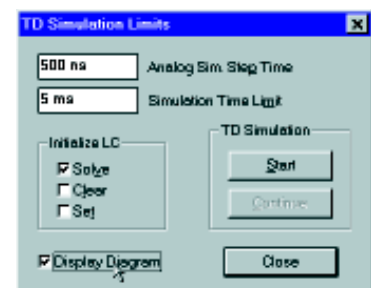 TD Simulation Limits
500 ns Analog Sim. Step Time
5 ms Simulation Time Limit
Initialize LC
Solve
Clear
Set
TD Simulation
Start
Continue
Display Diagram
Close